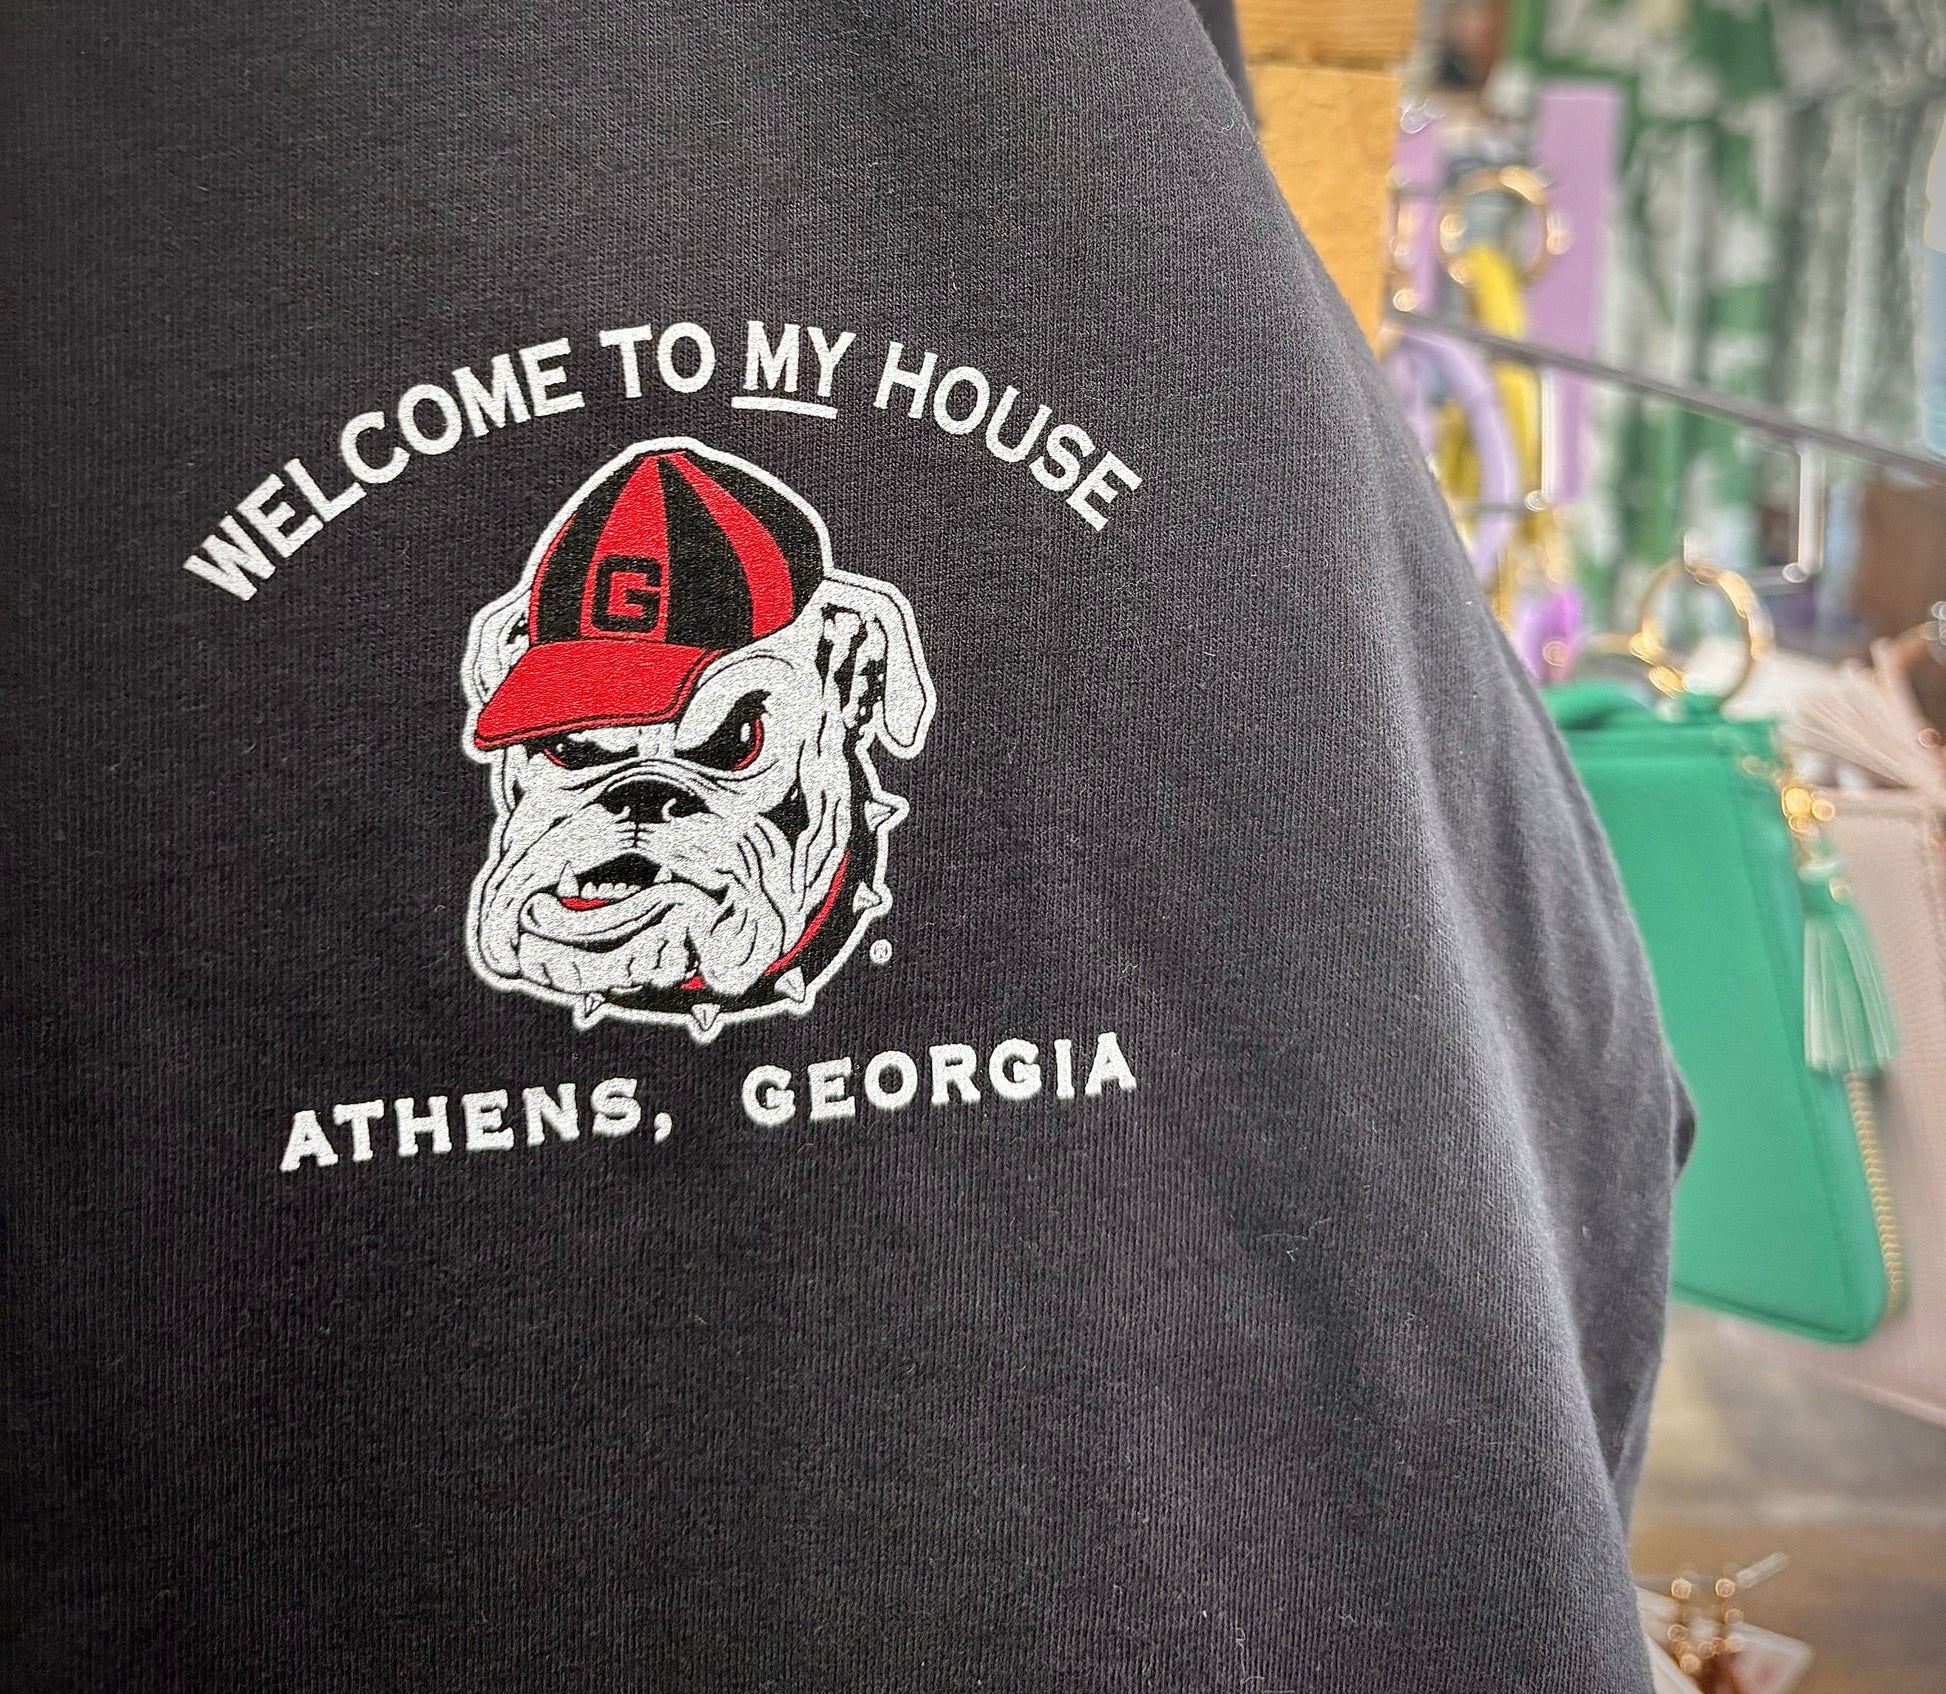 WELCOME TO MY HOUSE
G
®
ATHENS, GEORGIA